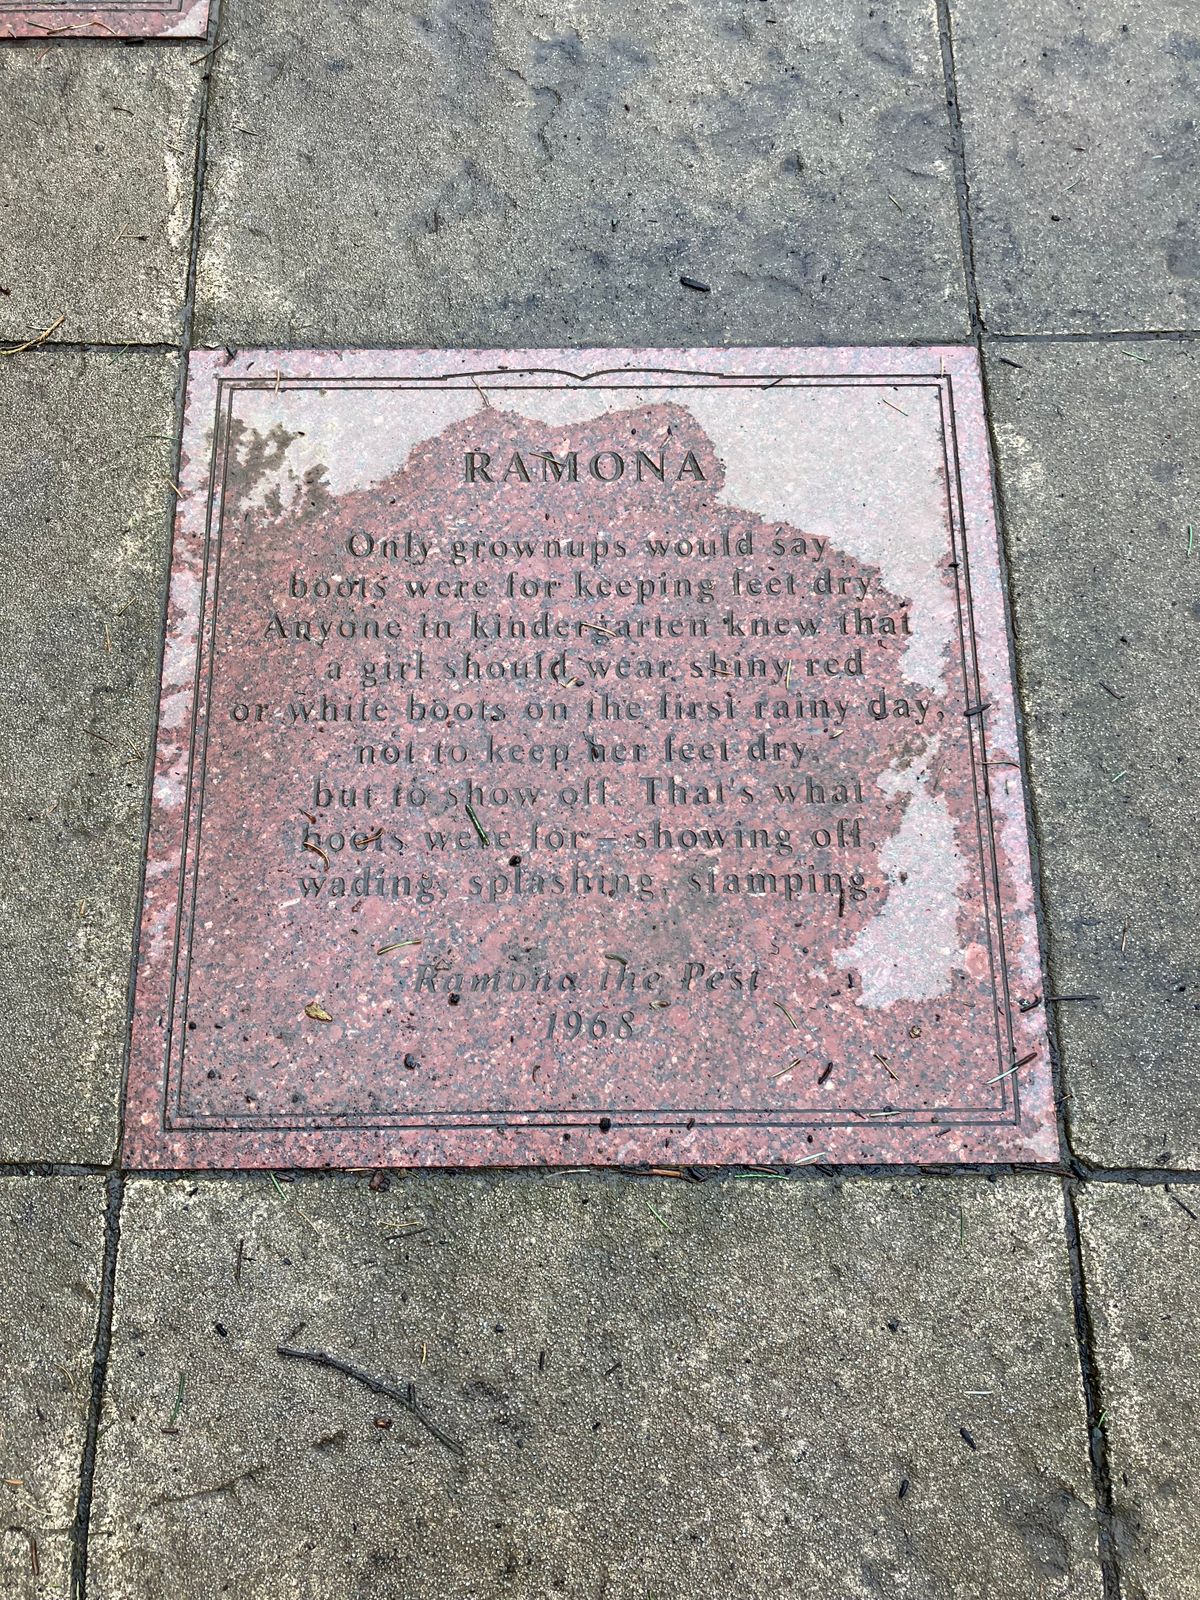 RAMONA
Only grownups would say
boots were for keeping feet dry.
Anyone in kindergarten knew that
a girl should wear shiny red
or white boots on the first rainy day,
not to keep her feet dry,
but to show off. That's what
boots were for – showing off,
wading, splashing, stamping.
Ramona the Pest
1968